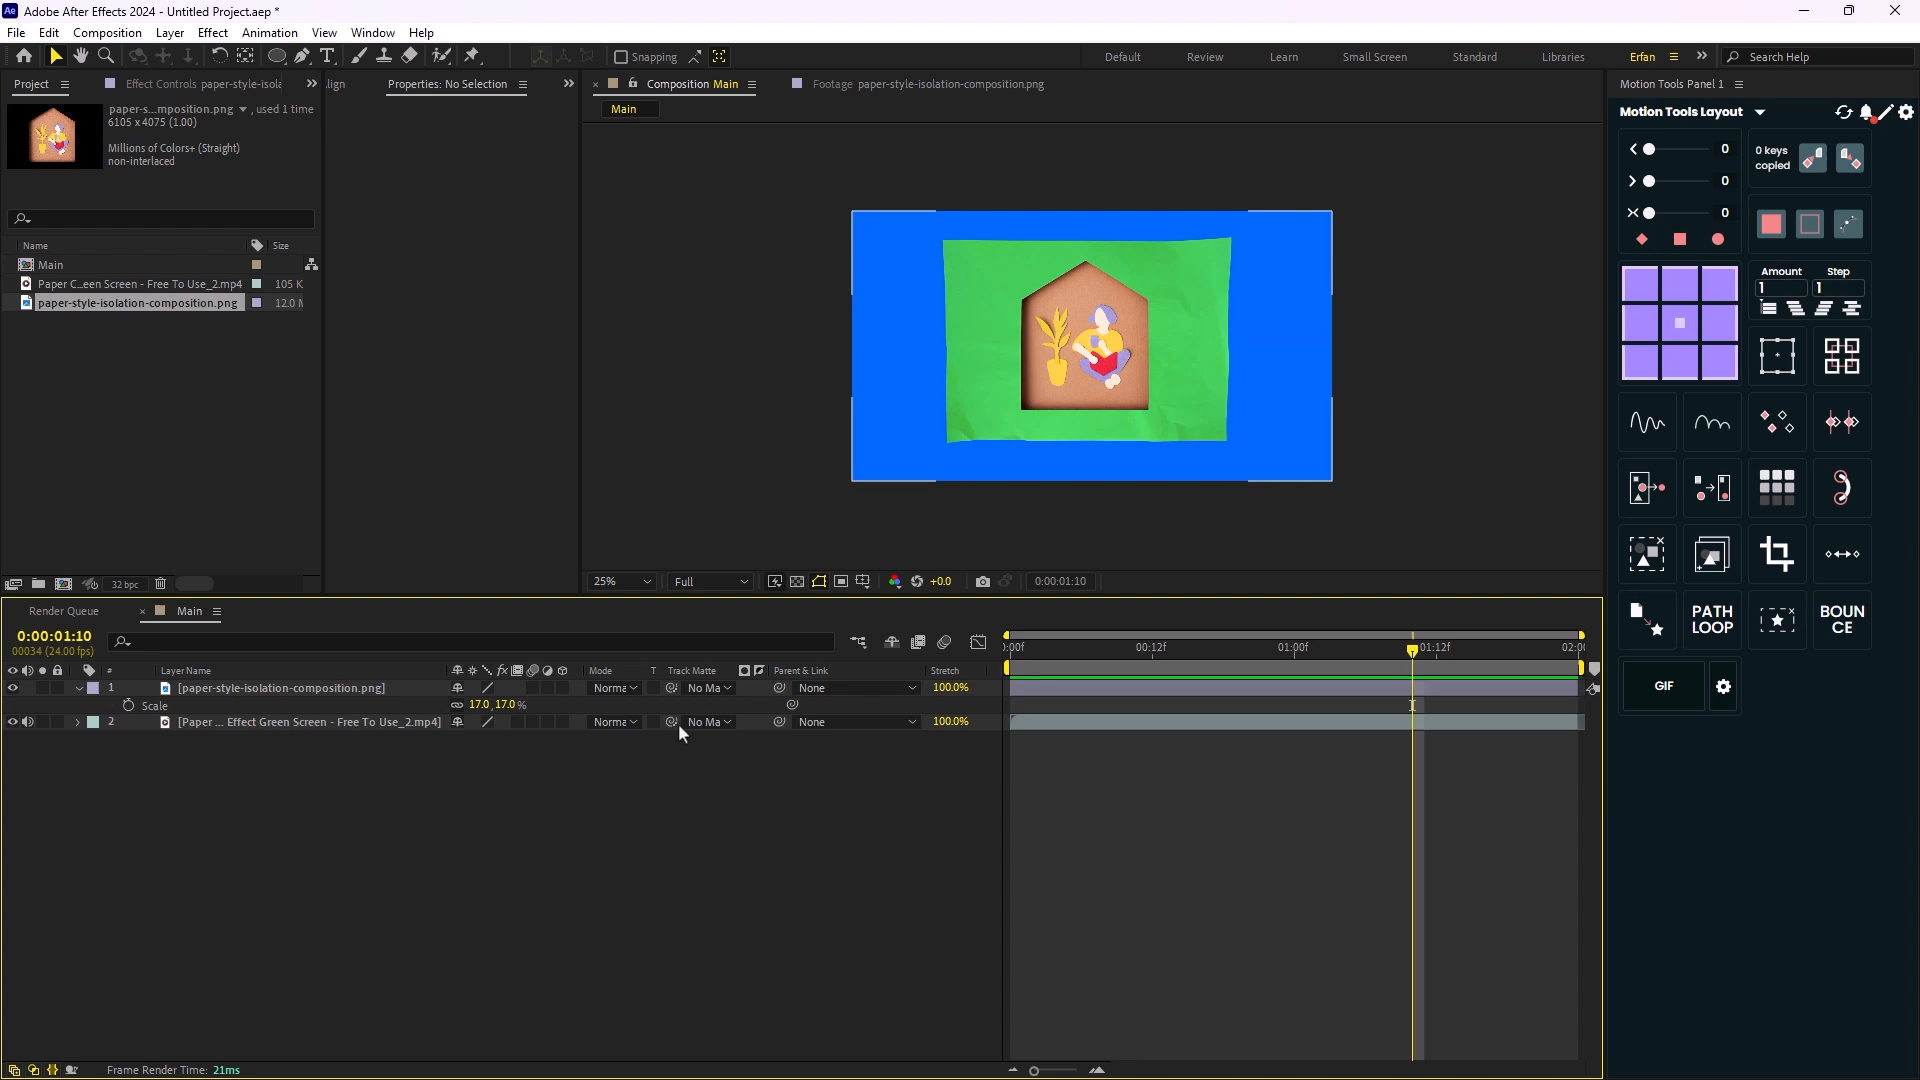 Adobe After Effects 2024 - Untitled Project.aep *
File Edit Composition Layer Effect Animation View Window Help
Snapping
Default Review Learn Small Screen Standard Libraries Erfan Search Help
Project Effect Controls paper-style-isola
lign Properties: No Selection
Composition Main Footage paper-style-isolation-composition.png
Motion Tools Panel 1
Main
paper-s...mposition.png , used 1 time
6105 x 4075 (1.00)
Millions of Colors+ (Straight)
non-interlaced
Motion Tools Layout
0
0
0
0 keys
copied
Amount Step
1 1
PATH
LOOP
BOUN
CE
GIF
Name Size
Main
Paper C...een Screen - Free To Use_2.mp4 105 K
paper-style-isolation-composition.png 12.0 M
32 bpc
25% Full +0.0 0:00:01:10
Render Queue Main
0:00:01:10
00034 (24.00 fps)
:00f 00:12f 01:00f 01:12f 02:00
# Layer Name Mode T Track Matte Parent & Link Stretch
1 [paper-style-isolation-composition.png] Norma No Ma None 100.0%
Scale 17.0, 17.0 %
2 [Paper ... Effect Green Screen - Free To Use_2.mp4] Norma No Ma None 100.0%
Frame Render Time: 21ms